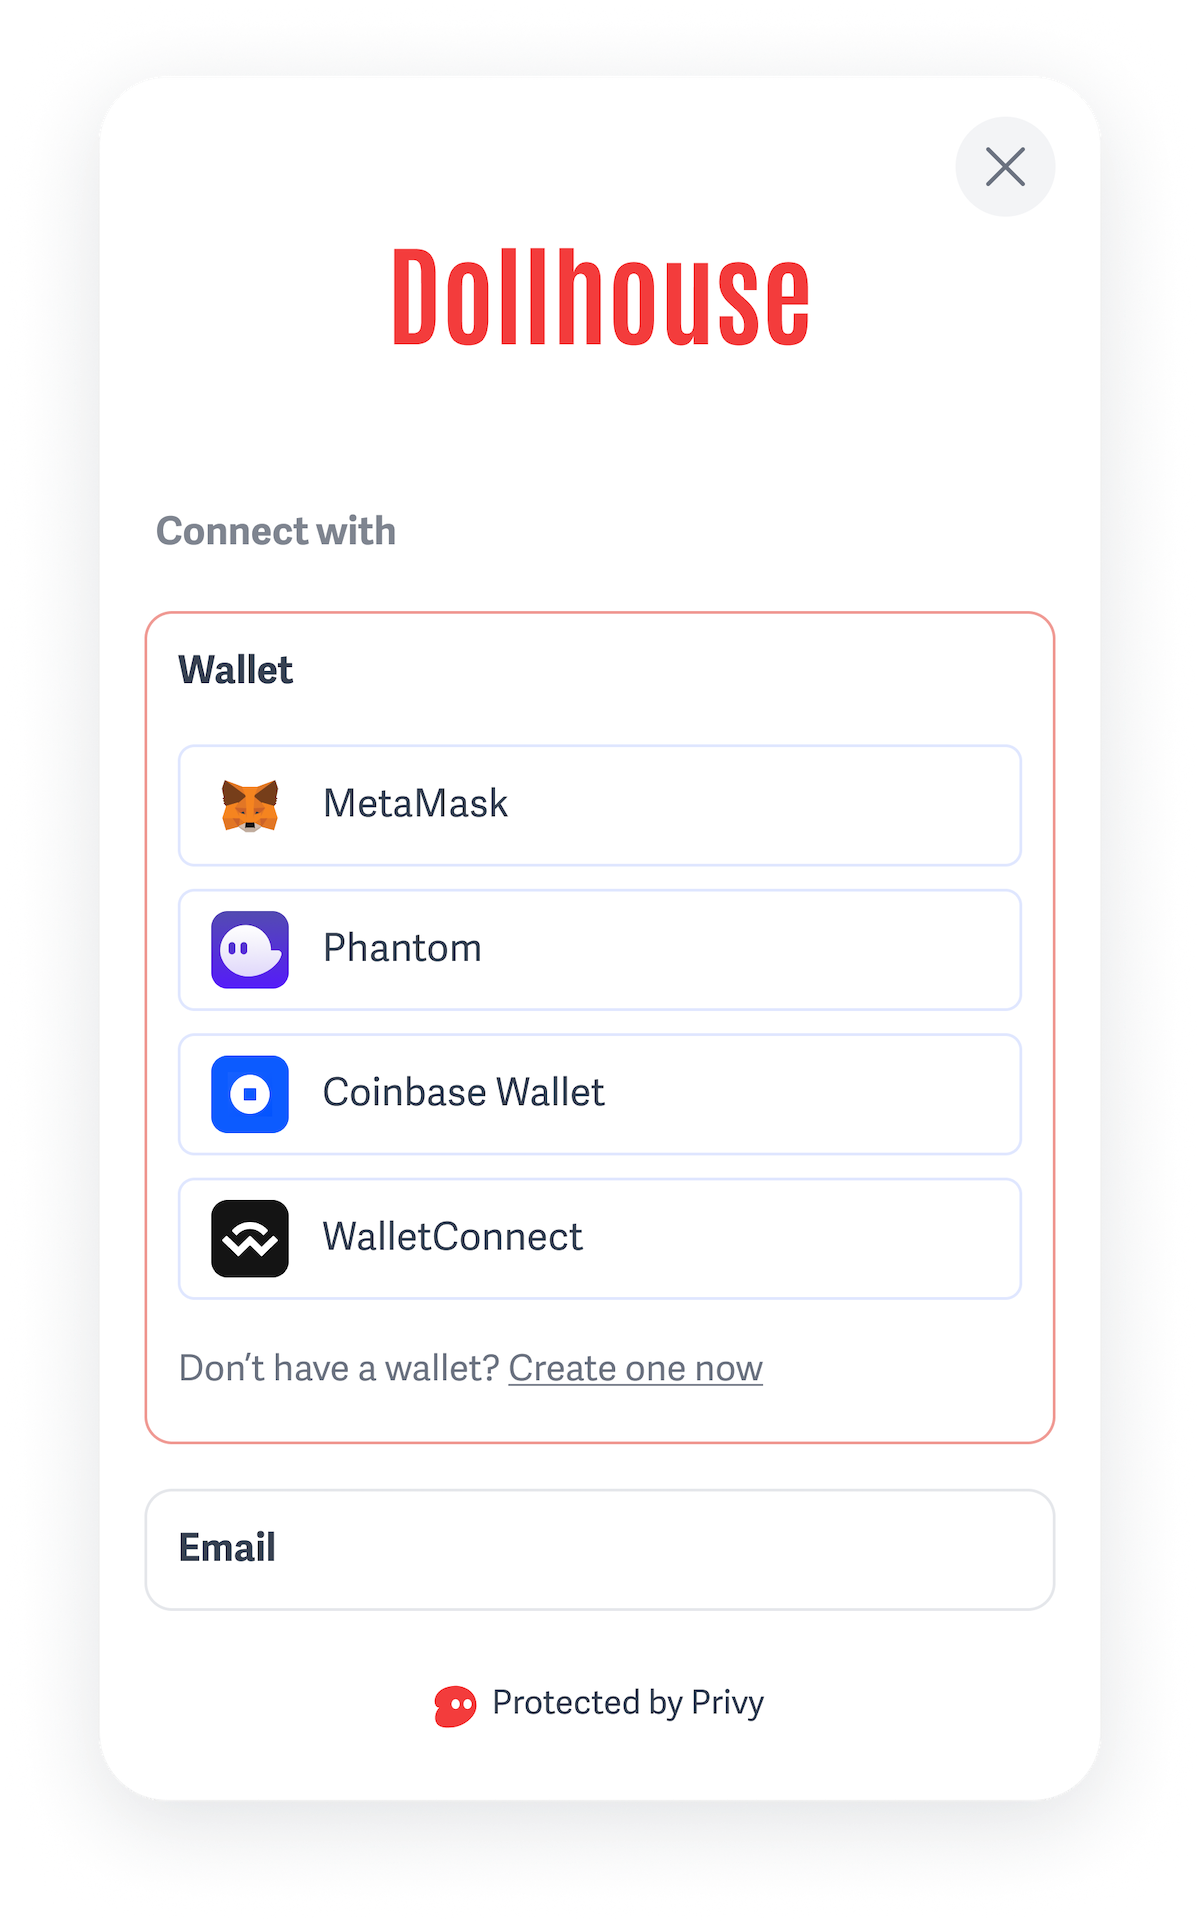 Dollhouse
Connect with
Wallet
MetaMask
Phantom
Coinbase Wallet
WalletConnect
Don’t have a wallet? Create one now
Email
Protected by Privy